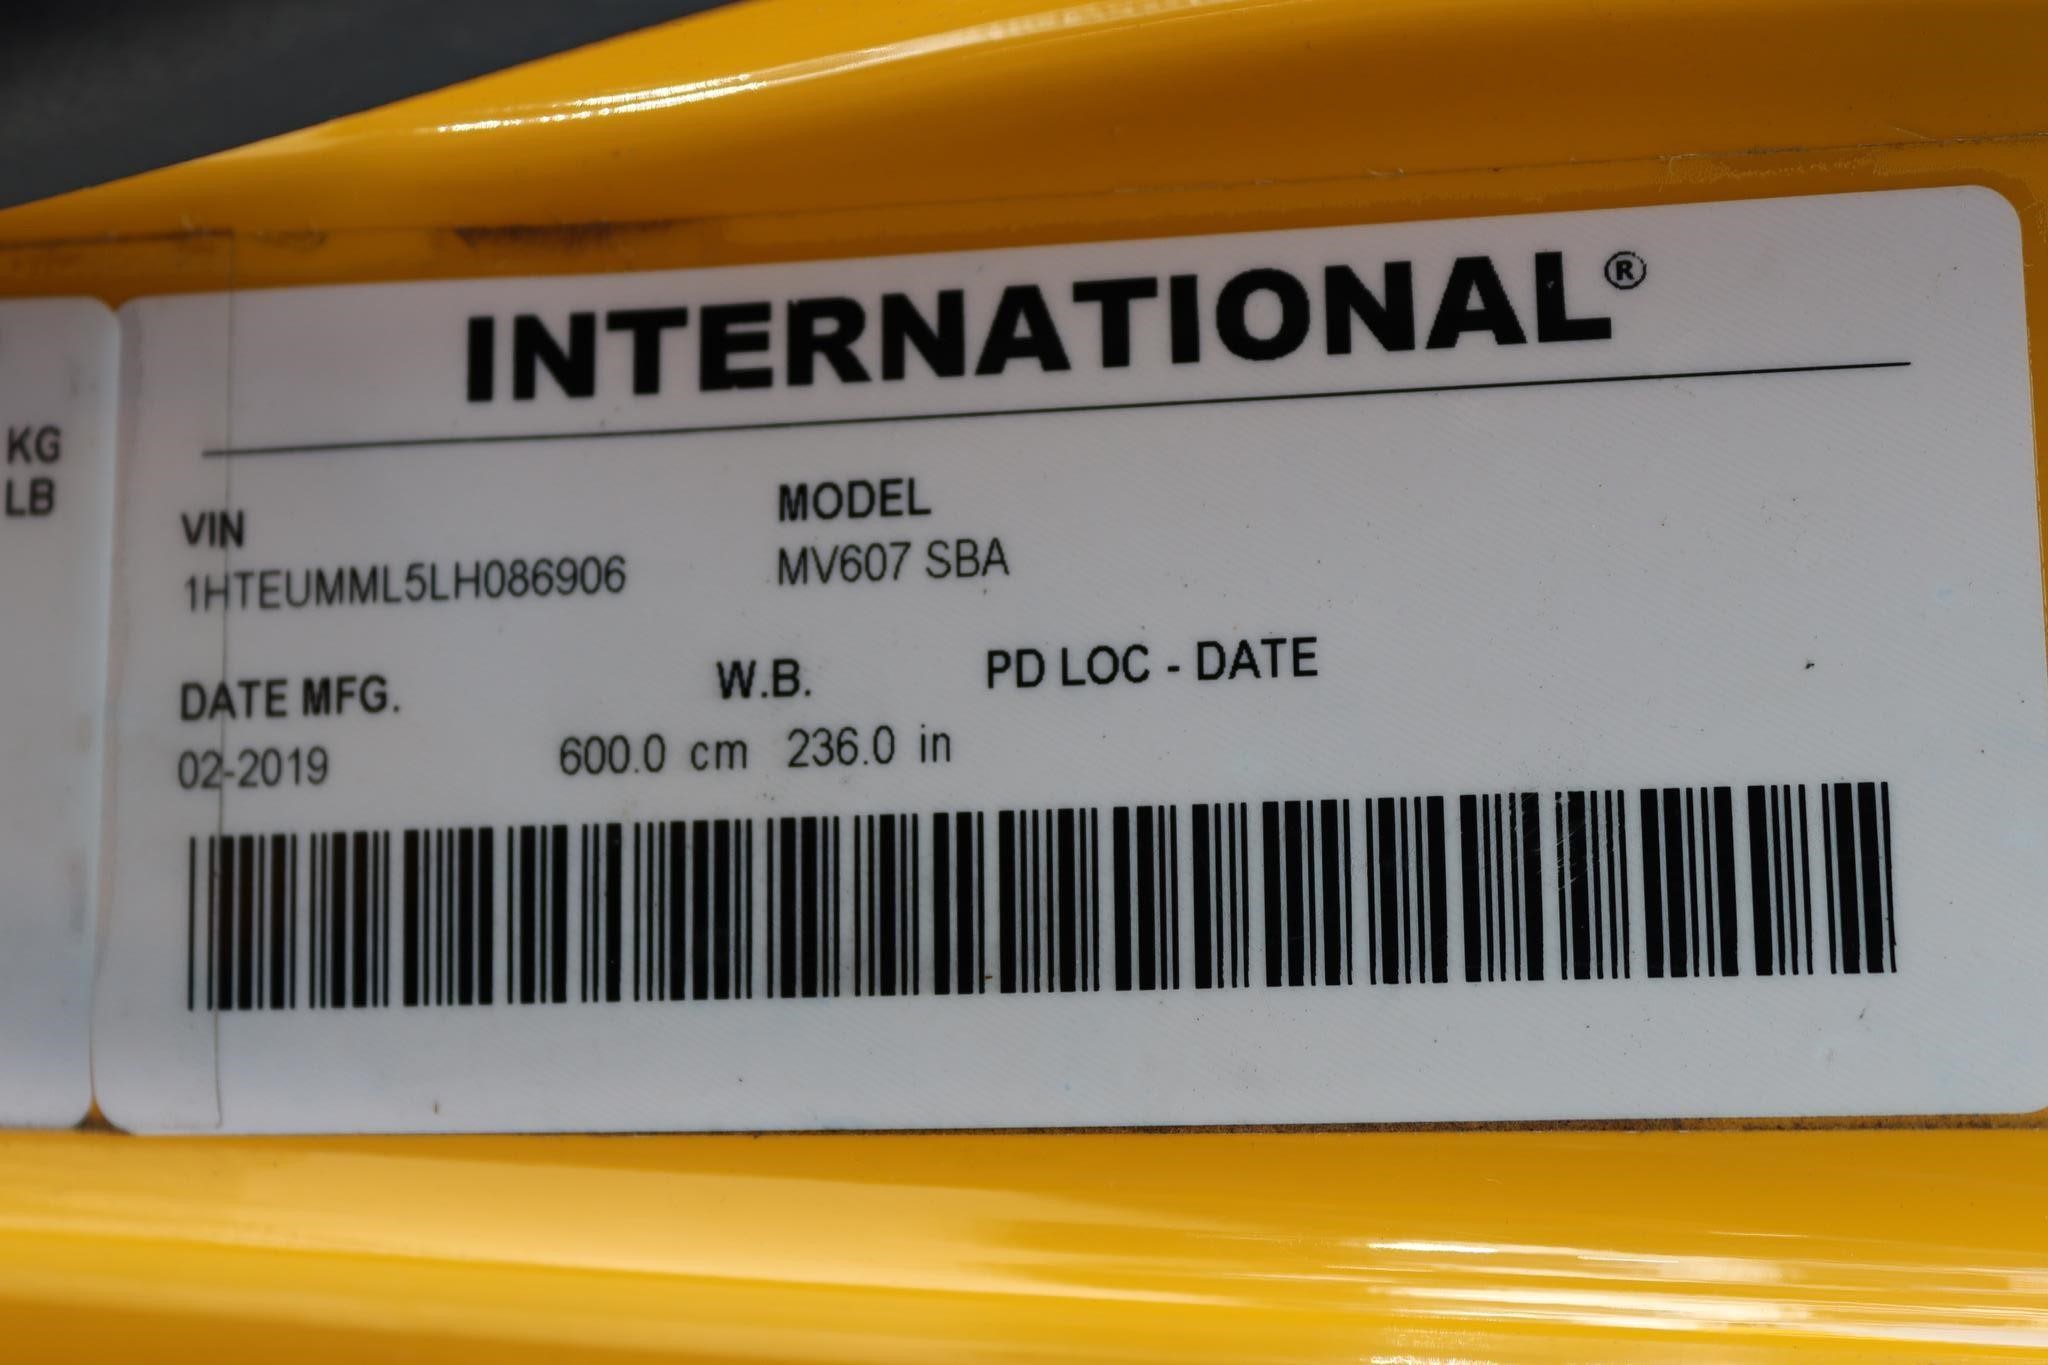 INTERNATIONAL®
KG
LB
VIN MODEL
1HTEUMML5LH086906 MV607 SBA
DATE MFG. W.B. PD LOC - DATE
02-2019 600.0 cm 236.0 in